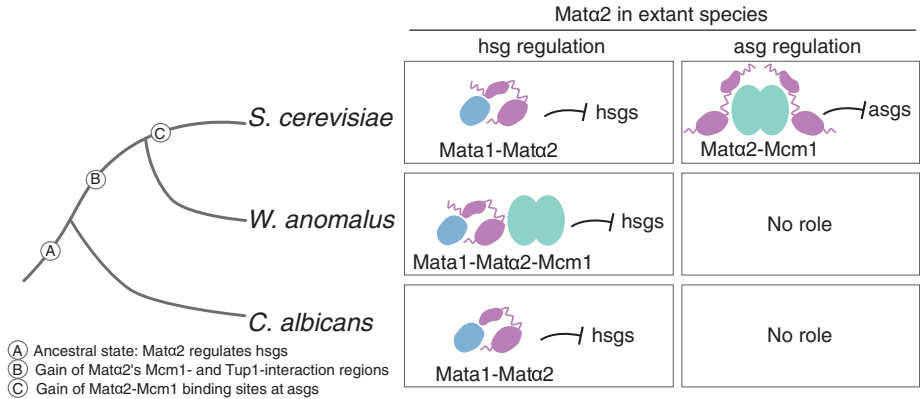 Matα2 in extant species
hsg regulation
asg regulation
S. cerevisiae
hsgs
Mata1-Matα2
asgs
Matα2-Mcm1
W. anomalus
hsgs
Mata1-Matα2-Mcm1
No role
C. albicans
hsgs
Mata1-Matα2
No role
C
B
A
A Ancestral state: Matα2 regulates hsgs
B Gain of Matα2's Mcm1- and Tup1-interaction regions
C Gain of Matα2-Mcm1 binding sites at asgs